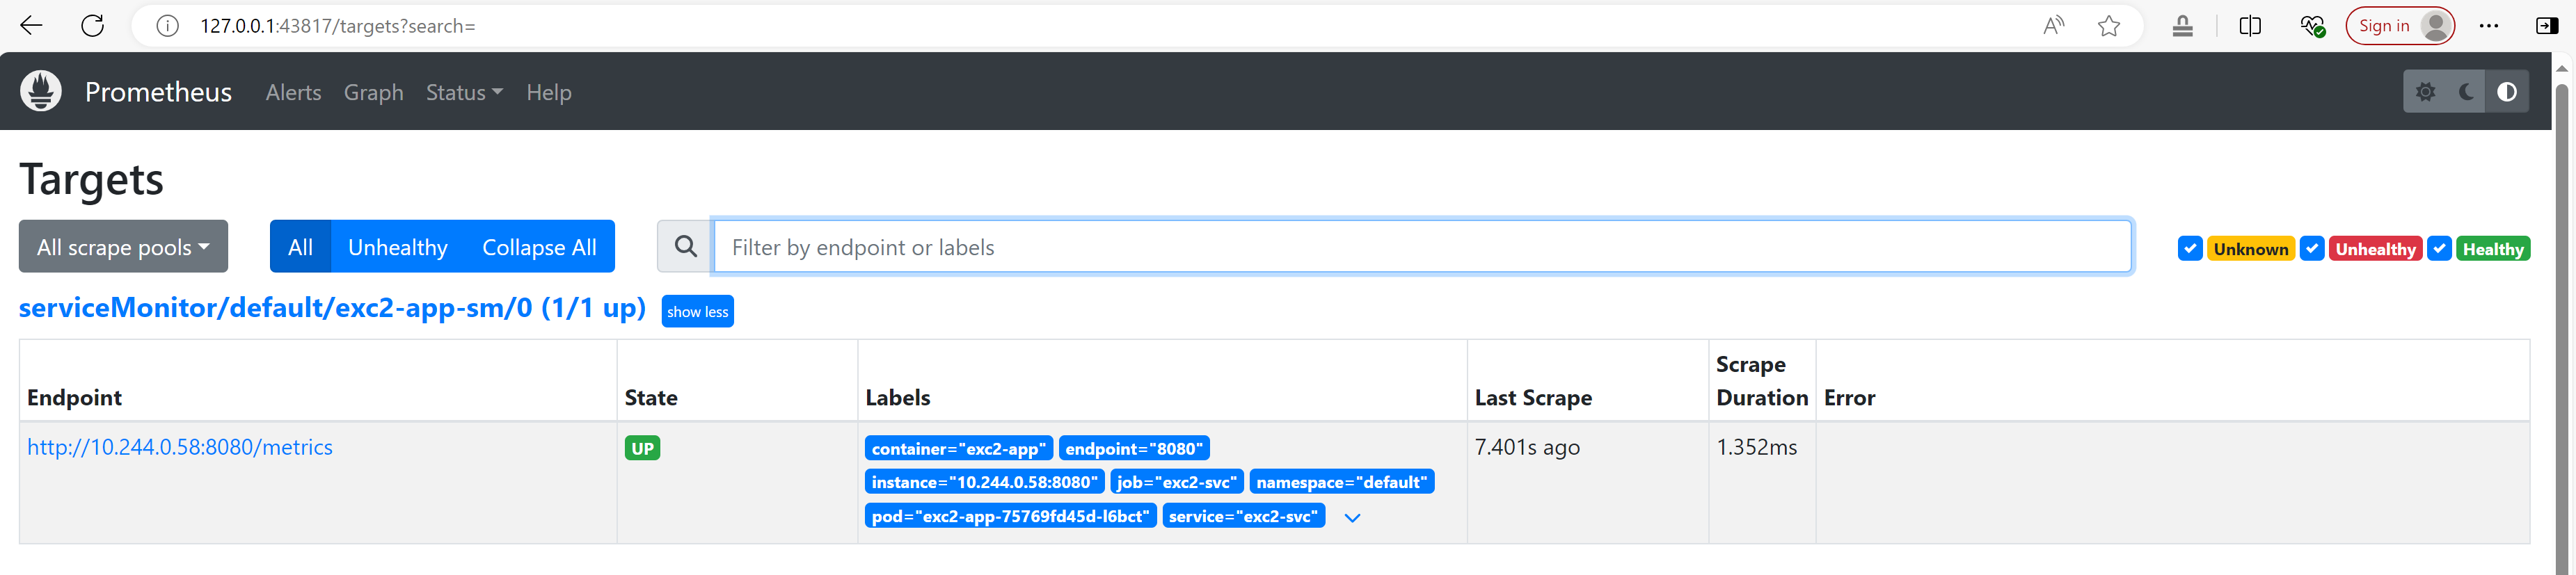 127.0.0.1:43817/targets?search=
Sign in
Prometheus Alerts Graph Status Help
Targets
All scrape pools All Unhealthy Collapse All Filter by endpoint or labels Unknown Unhealthy Healthy
serviceMonitor/default/exc2-app-sm/0 (1/1 up) show less
Endpoint State Labels Last Scrape Scrape Duration Error
http://10.244.0.58:8080/metrics UP container="exc2-app" endpoint="8080" 7.401s ago 1.352ms
instance="10.244.0.58:8080" job="exc2-svc" namespace="default"
pod="exc2-app-75769fd45d-l6bct" service="exc2-svc"